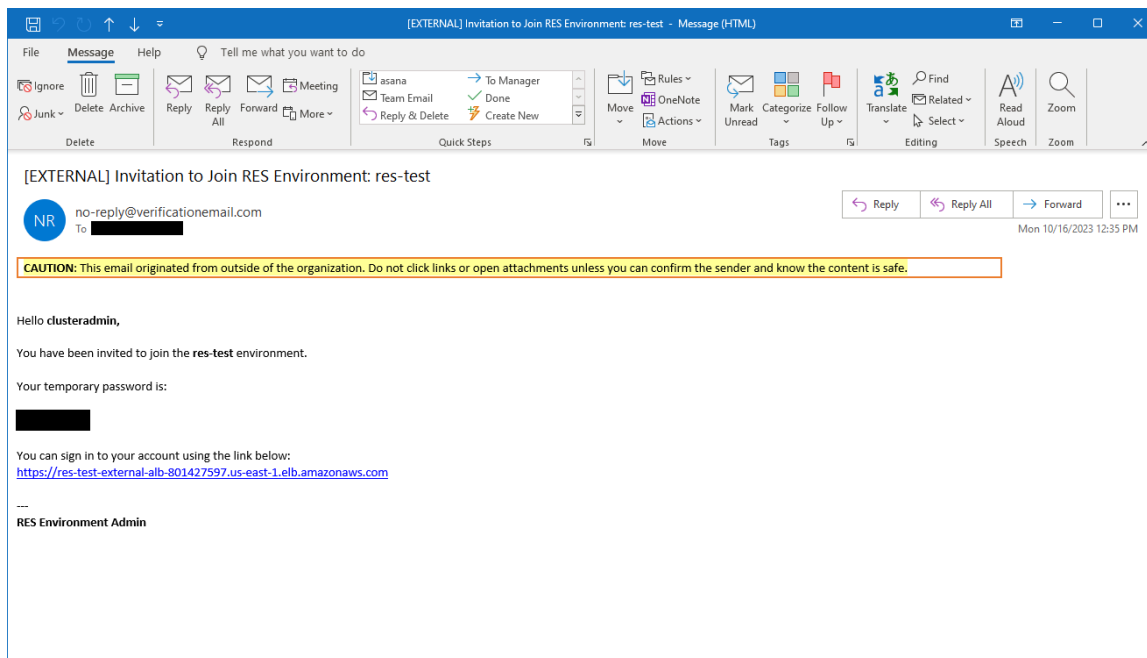 [EXTERNAL] Invitation to Join RES Environment: res-test - Message (HTML)
File Message Help Tell me what you want to do
Ignore
Junk
Delete
Archive
Delete
Reply
Reply All
Forward
Meeting
More
Respond
asana
Team Email
Reply & Delete
To Manager
Done
Create New
Quick Steps
Move
Rules
OneNote
Actions
Move
Mark Unread
Categorize
Follow Up
Tags
Translate
Find
Related
Select
Editing
Read Aloud
Speech
Zoom
Zoom
[EXTERNAL] Invitation to Join RES Environment: res-test
NR
no-reply@verificationemail.com
To
Reply
Reply All
Forward
Mon 10/16/2023 12:35 PM
CAUTION: This email originated from outside of the organization. Do not click links or open attachments unless you can confirm the sender and know the content is safe.
Hello clusteradmin,
You have been invited to join the res-test environment.
Your temporary password is:
You can sign in to your account using the link below:
https://res-test-external-alb-801427597.us-east-1.elb.amazonaws.com
---
RES Environment Admin